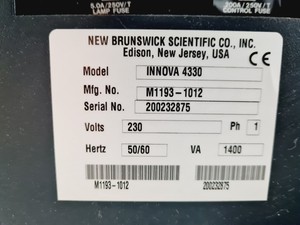 5.0A/250V/T
LAMP FUSE
200A/250V/T
CONTROL FUSE
NEW BRUNSWICK SCIENTIFIC CO., INC.
Edison, New Jersey, USA
CE
Model INNOVA 4330
Mfg. No. M1193-1012
Serial No. 200232875
Volts 230 Ph 1
Hertz 50/60 VA 1400
M1193-1012 200232875